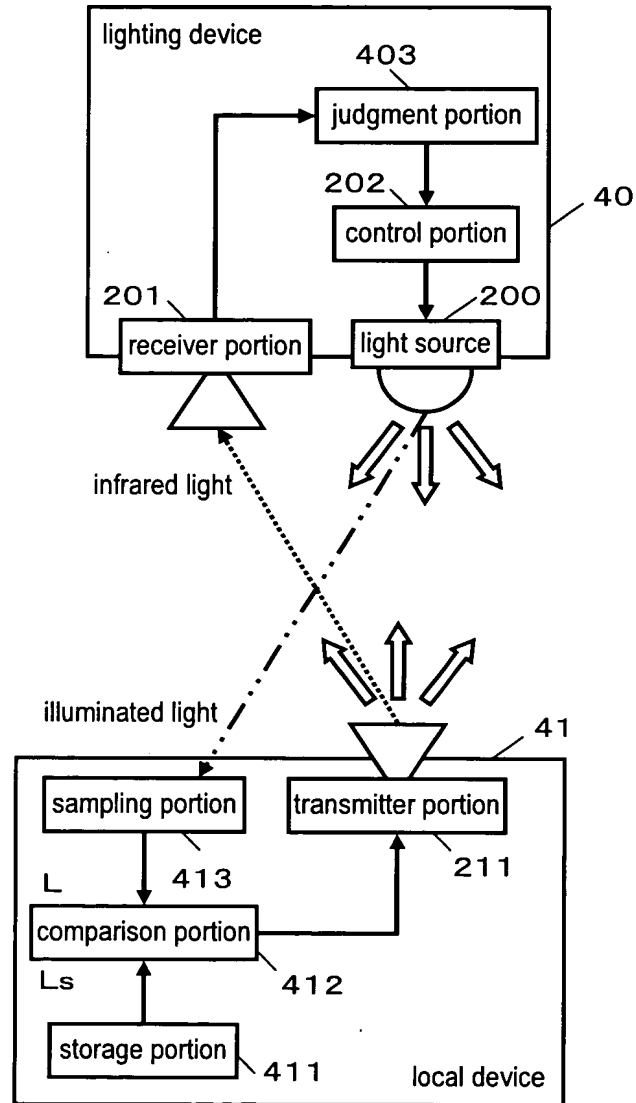 lighting device
403
judgment portion
202
control portion
40
201
receiver portion
200
light source
infrared light
illuminated light
41
sampling portion
transmitter portion
413
211
L
comparison portion
412
Ls
storage portion
411
local device